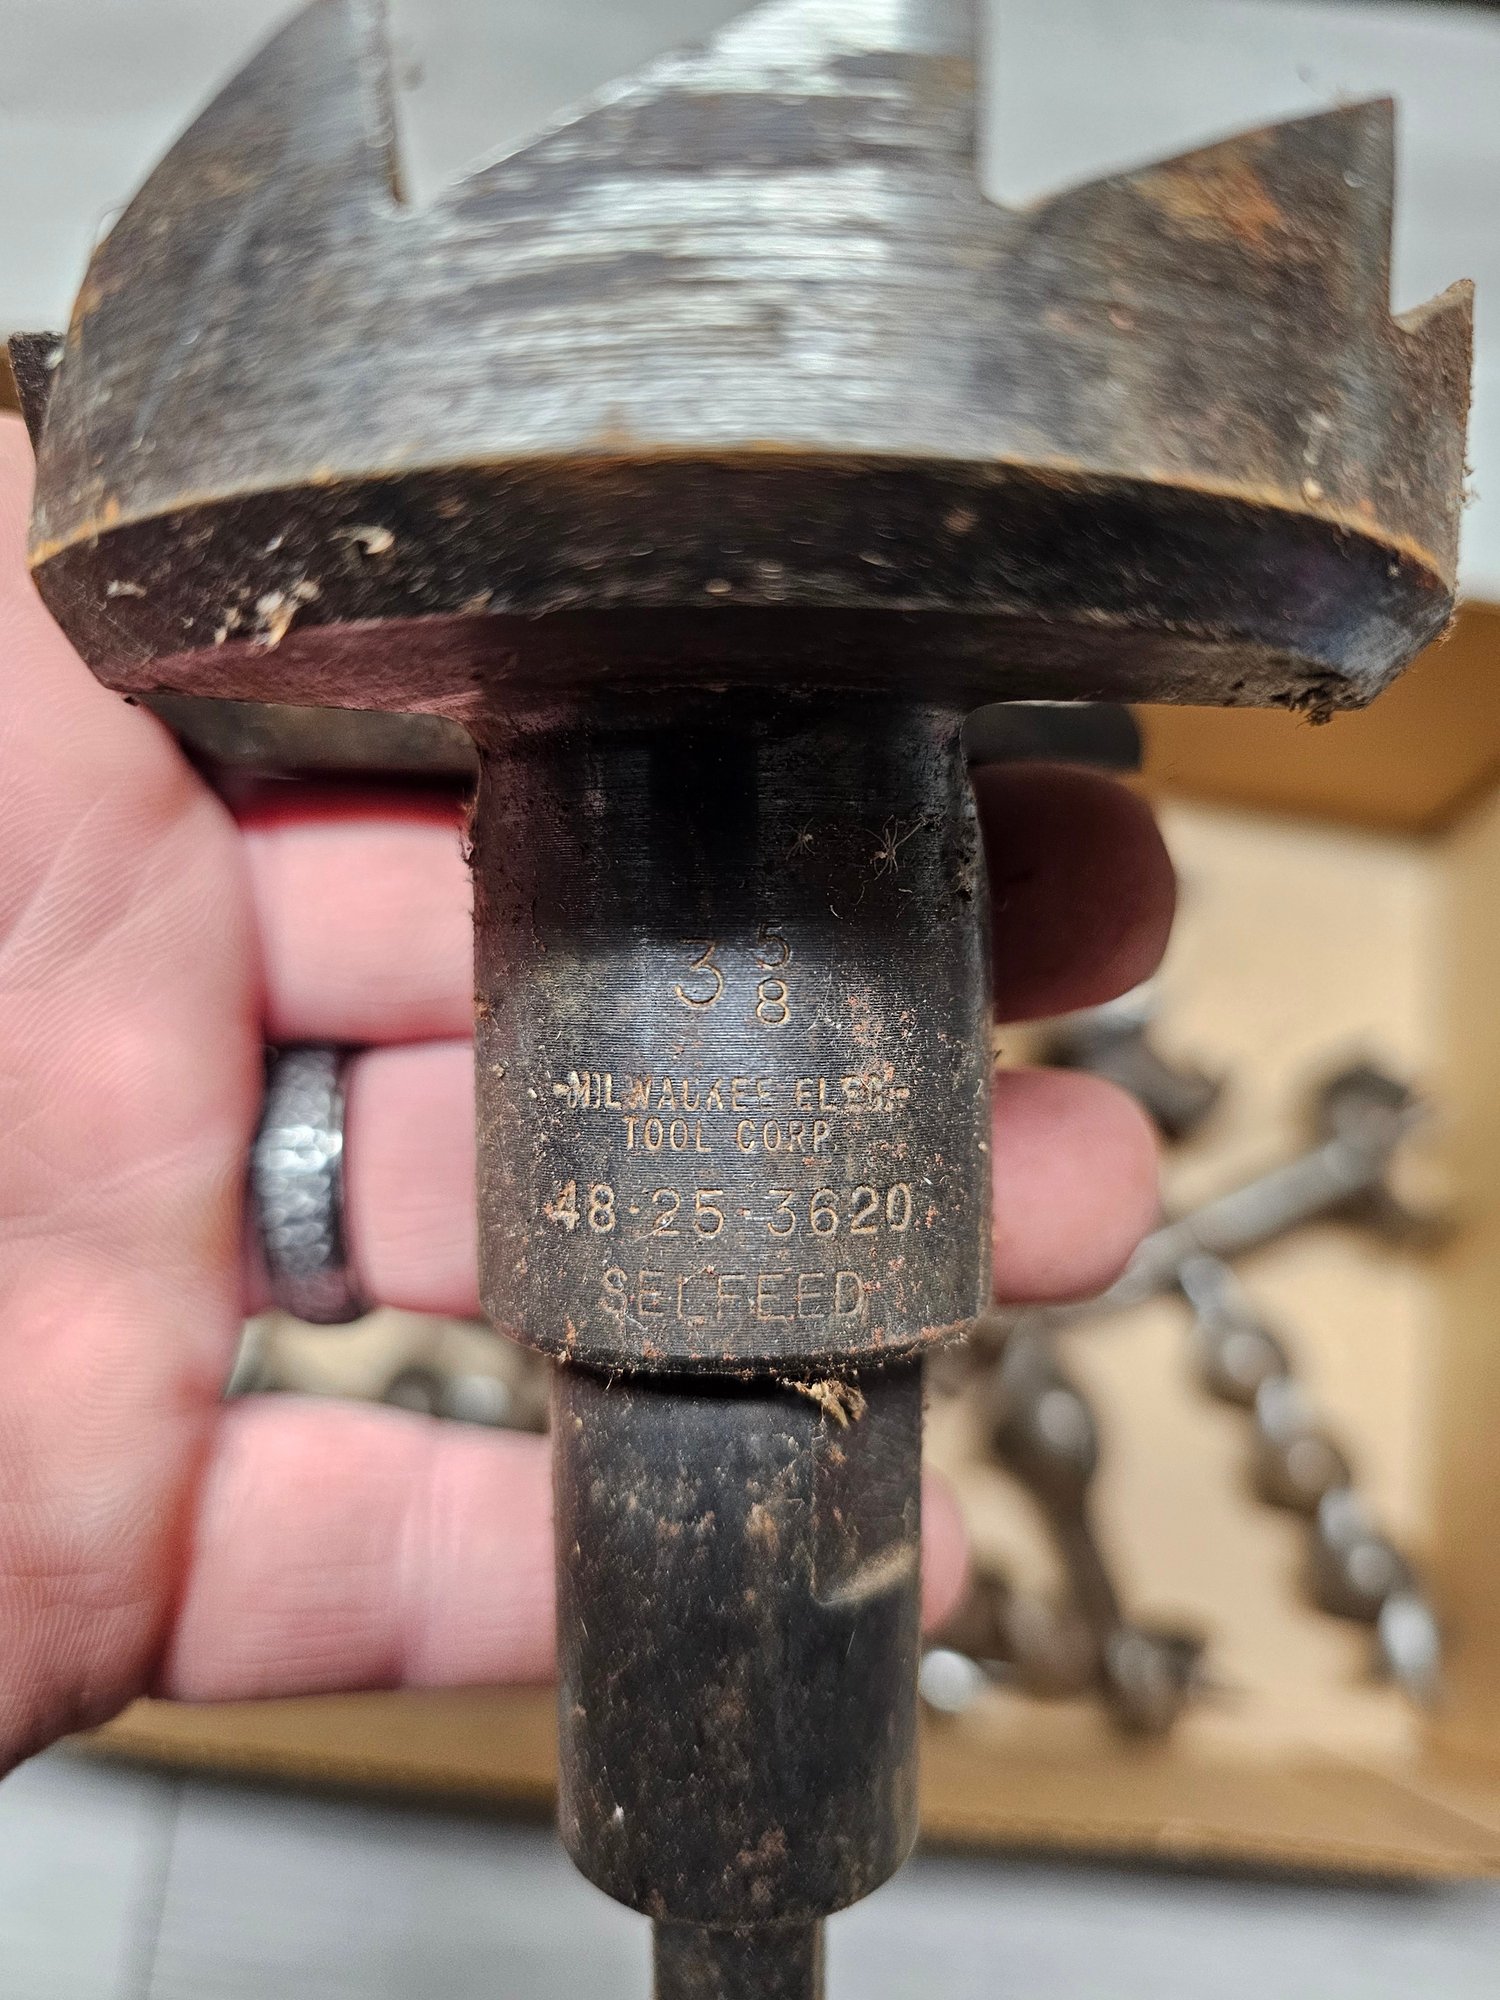 3 5/8
-MILWAUKEE ELEC.-
TOOL CORP.
48-25-3620
SELFEED